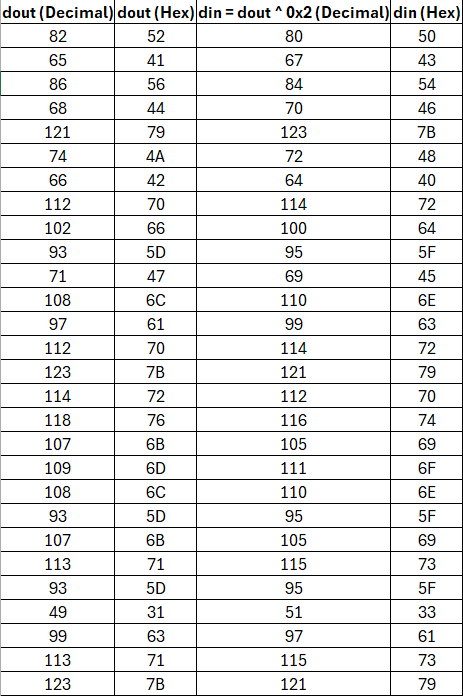 dout (Decimal) dout (Hex) din = dout ^ 0x2 (Decimal) din (Hex)
82 52 80 50
65 41 67 43
86 56 84 54
68 44 70 46
121 79 123 7B
74 4A 72 48
66 42 64 40
112 70 114 72
102 66 100 64
93 5D 95 5F
71 47 69 45
108 6C 110 6E
97 61 99 63
112 70 114 72
123 7B 121 79
114 72 112 70
118 76 116 74
107 6B 105 69
109 6D 111 6F
108 6C 110 6E
93 5D 95 5F
107 6B 105 69
113 71 115 73
93 5D 95 5F
49 31 51 33
99 63 97 61
113 71 115 73
123 7B 121 79